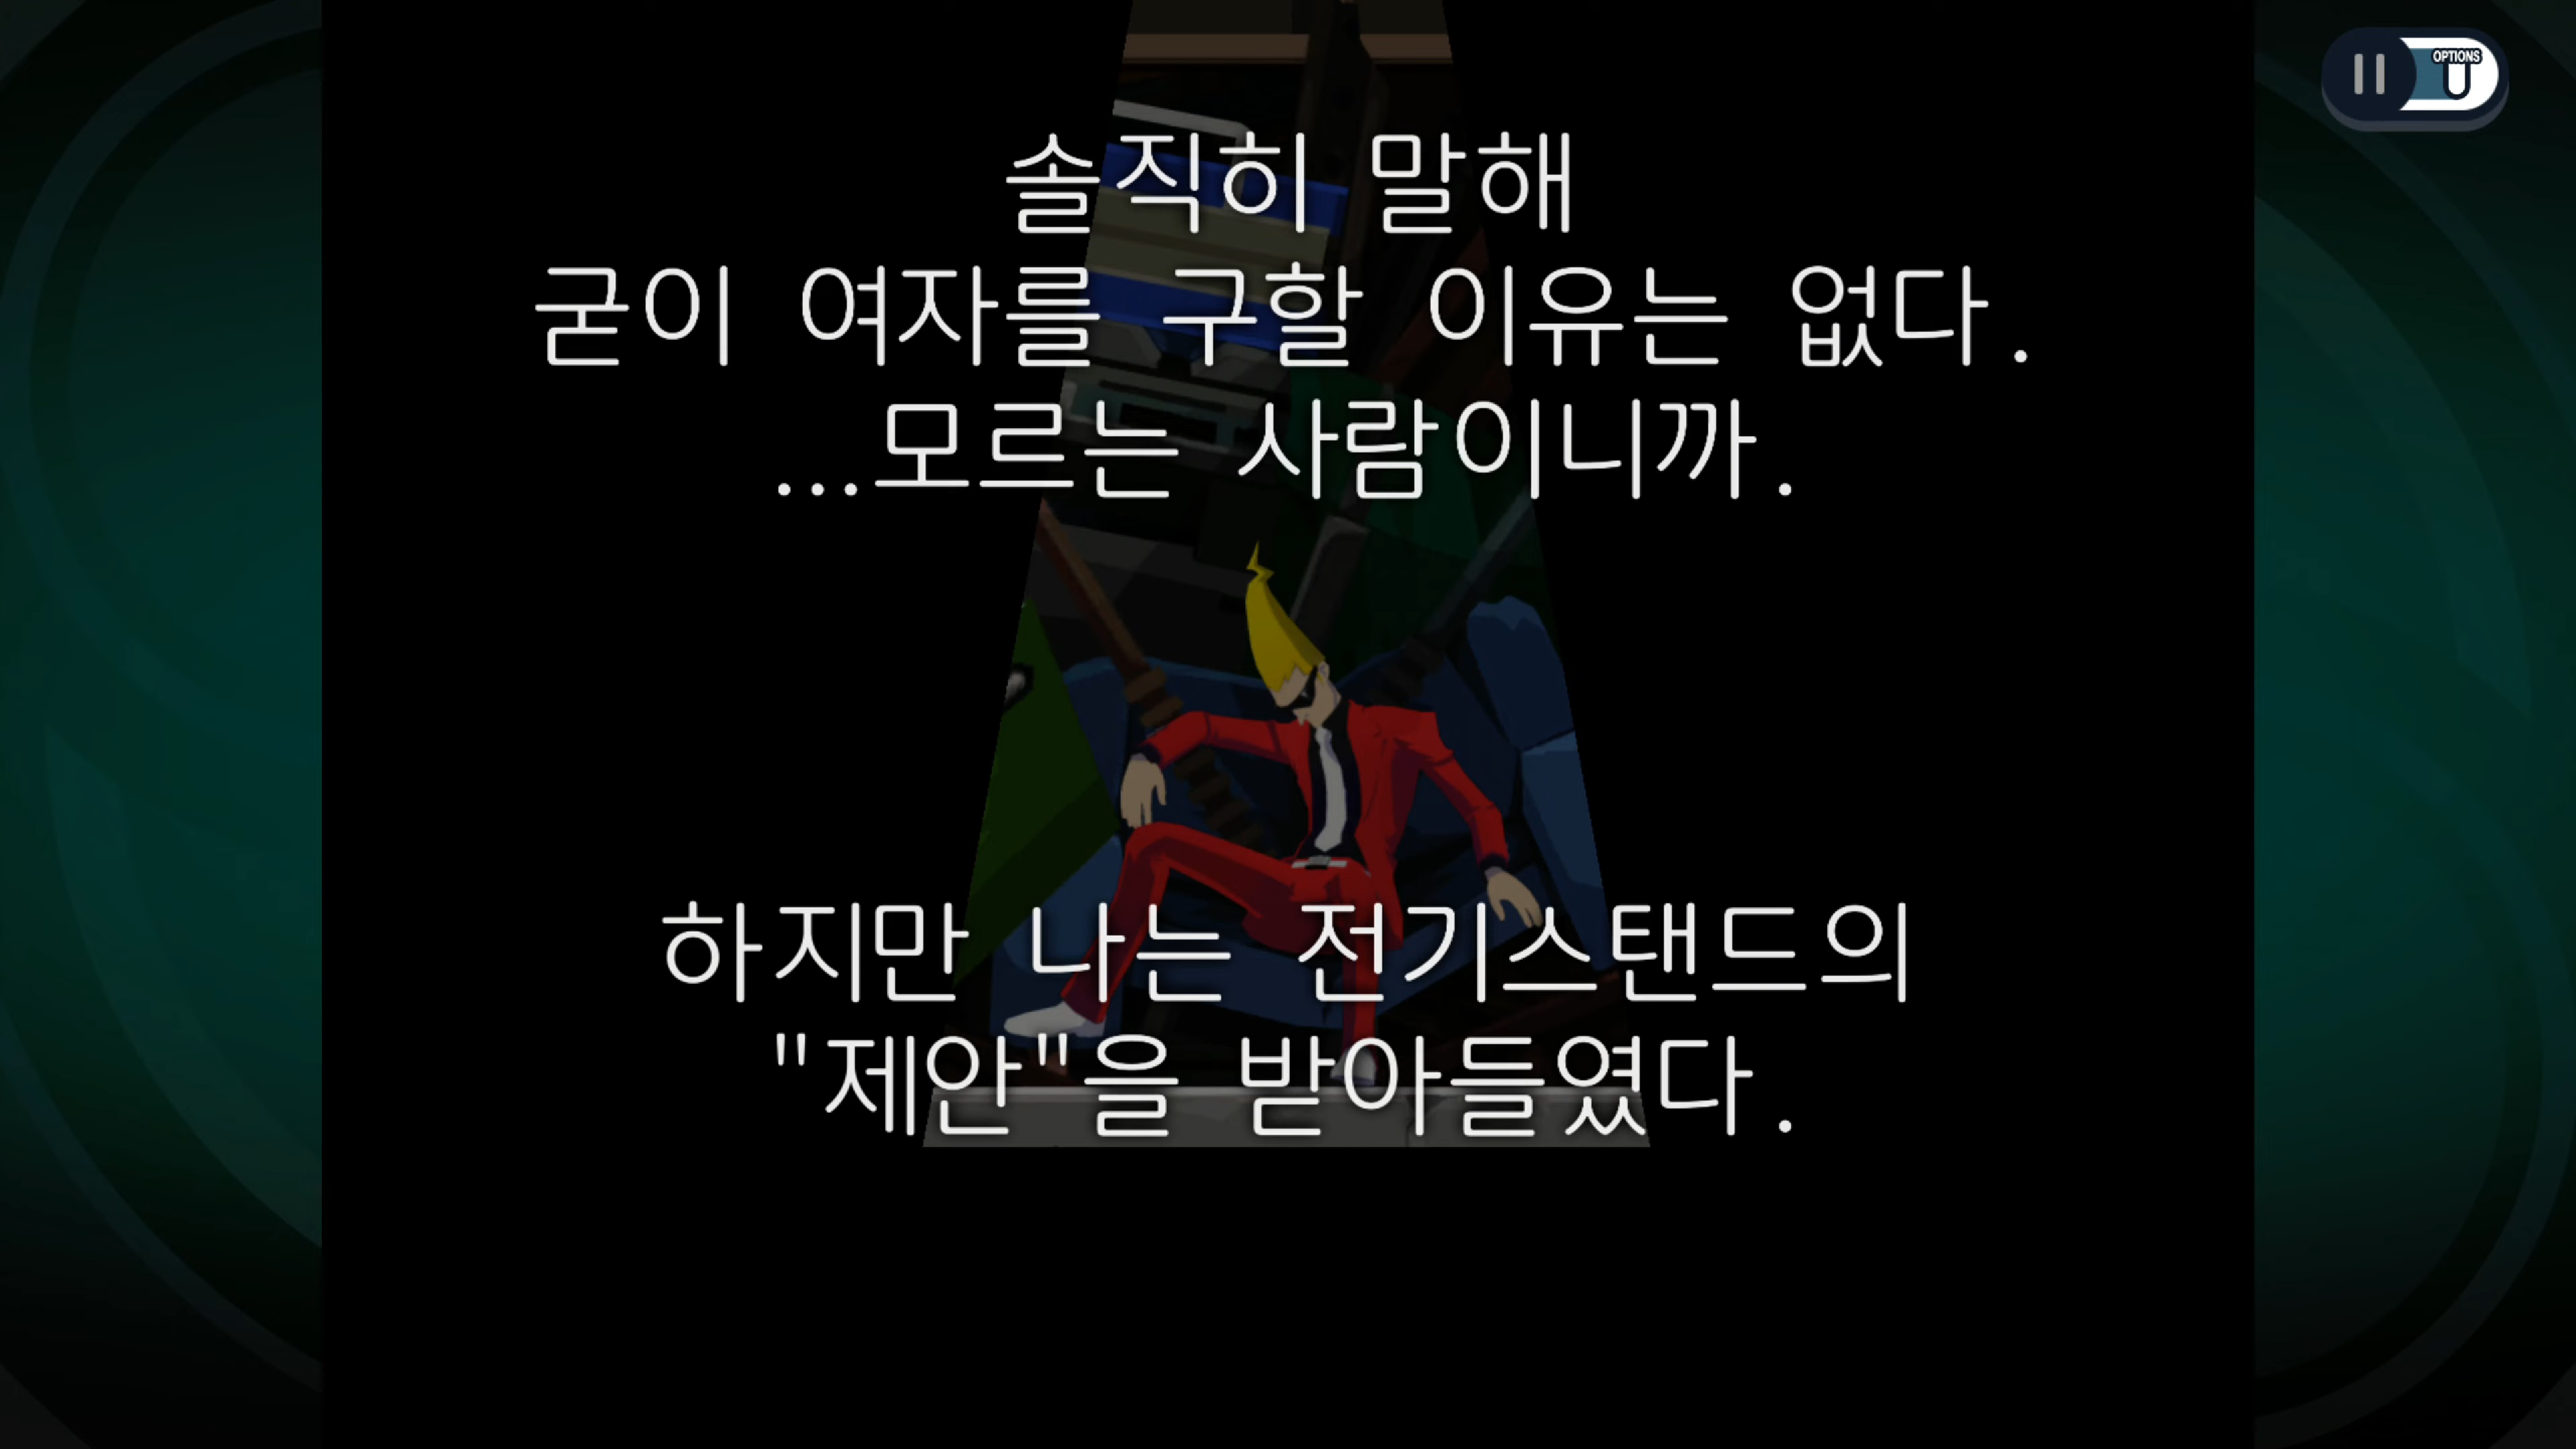 OPTIONS
솔직히 말해
굳이 여자를 구할 이유는 없다.
...모르는 사람이니까.
하지만 나는 전기스탠드의
"제안"을 받아들였다.